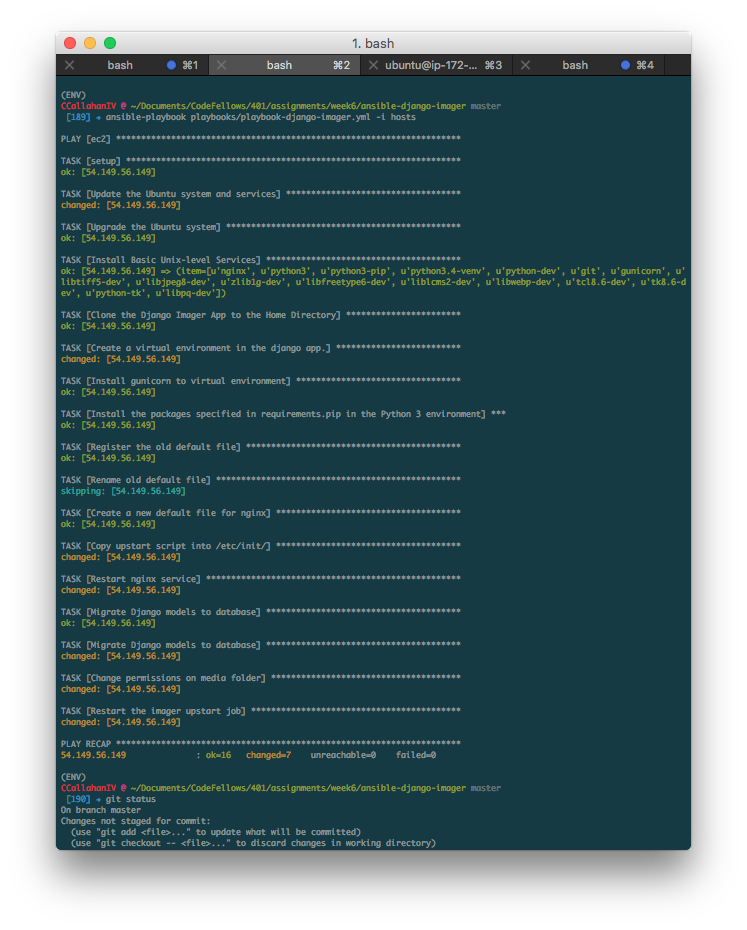 1. bash
bash ⌘1 bash ⌘2 ubuntu@ip-172-... ⌘3 bash ⌘4
(ENV)
CCallahanIV @ ~/Documents/CodeFellows/401/assignments/week6/ansible-django-imager master
[189] → ansible-playbook playbooks/playbook-django-imager.yml -i hosts
PLAY [ec2] *********************************************************************
TASK [setup] *******************************************************************
ok: [54.149.56.149]
TASK [Update the Ubuntu system and services] ***********************************
changed: [54.149.56.149]
TASK [Upgrade the Ubuntu system] ***********************************************
ok: [54.149.56.149]
TASK [Install Basic Unix-level Services] ***************************************
ok: [54.149.56.149] => (item=[u'nginx', u'python3', u'python3-pip', u'python3.4-venv', u'python-dev', u'git', u'gunicorn', u'
libtiff5-dev', u'libjpeg8-dev', u'zlib1g-dev', u'libfreetype6-dev', u'liblcms2-dev', u'libwebp-dev', u'tcl8.6-dev', u'tk8.6-d
ev', u'python-tk', u'libpq-dev'])
TASK [Clone the Django Imager App to the Home Directory] ***********************
ok: [54.149.56.149]
TASK [Create a virtual environment in the django app.] *************************
changed: [54.149.56.149]
TASK [Install gunicorn to virtual environment] *********************************
ok: [54.149.56.149]
TASK [Install the packages specified in requirements.pip in the Python 3 environment] ***
ok: [54.149.56.149]
TASK [Register the old default file] *******************************************
ok: [54.149.56.149]
TASK [Rename old default file] *************************************************
skipping: [54.149.56.149]
TASK [Create a new default file for nginx] *************************************
ok: [54.149.56.149]
TASK [Copy upstart script into /etc/init/] *************************************
changed: [54.149.56.149]
TASK [Restart nginx service] ***************************************************
changed: [54.149.56.149]
TASK [Migrate Django models to database] ***************************************
ok: [54.149.56.149]
TASK [Migrate Django models to database] ***************************************
changed: [54.149.56.149]
TASK [Change permissions on media folder] **************************************
changed: [54.149.56.149]
TASK [Restart the imager upstart job] ******************************************
changed: [54.149.56.149]
PLAY RECAP *********************************************************************
54.149.56.149 : ok=16 changed=7 unreachable=0 failed=0
(ENV)
CCallahanIV @ ~/Documents/CodeFellows/401/assignments/week6/ansible-django-imager master
[190] → git status
On branch master
Changes not staged for commit:
(use "git add <file>..." to update what will be committed)
(use "git checkout -- <file>..." to discard changes in working directory)